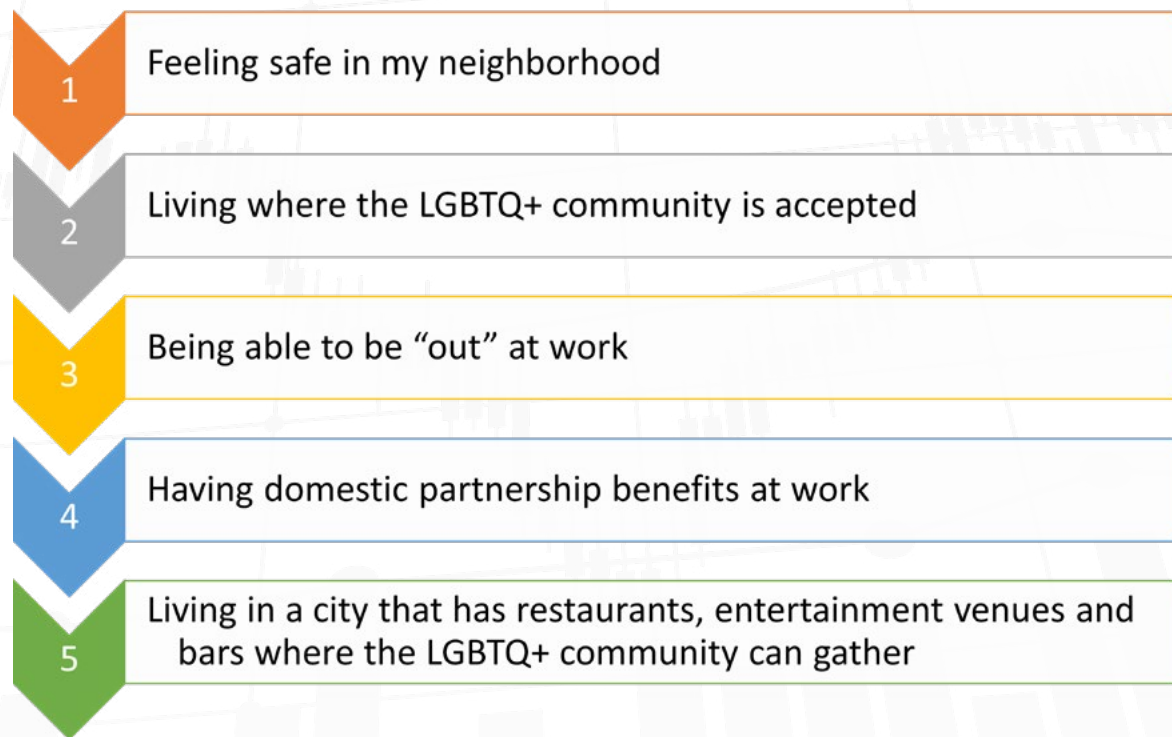 1
Feeling safe in my neighborhood
2
Living where the LGBTQ+ community is accepted
3
Being able to be “out” at work
4
Having domestic partnership benefits at work
5
Living in a city that has restaurants, entertainment venues and
bars where the LGBTQ+ community can gather